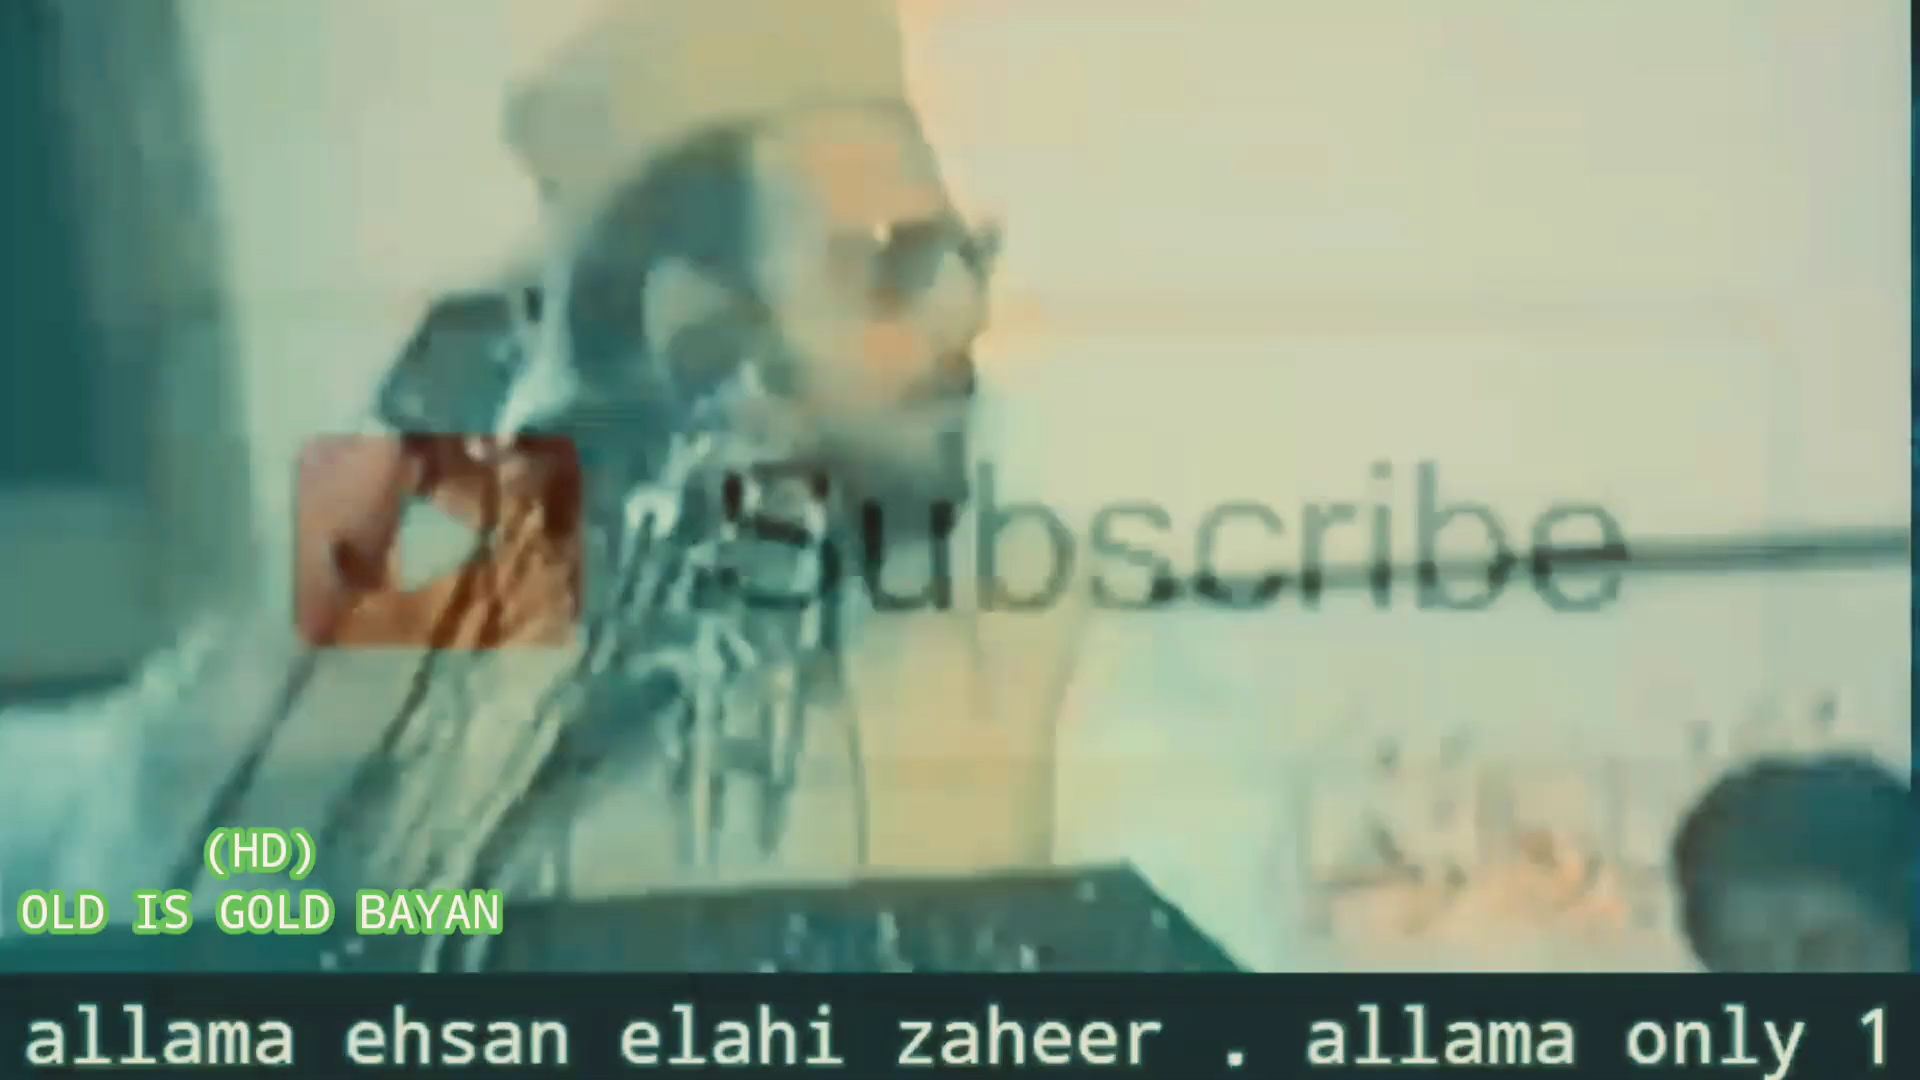 Subscribe
(HD)
OLD IS GOLD BAYAN
allama ehsan elahi zaheer . allama only 1